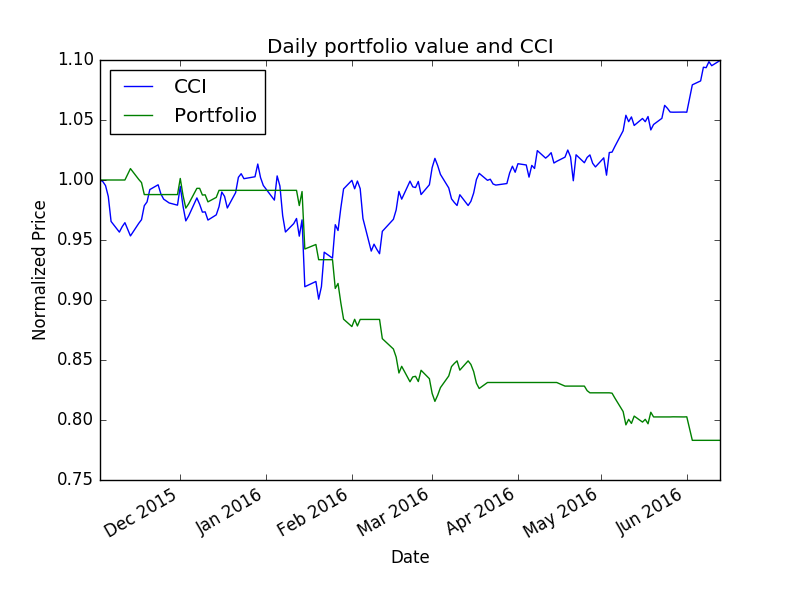 Daily portfolio value and CCI
CCI
Portfolio
1.10
1.05
1.00
0.95
0.90
0.85
0.80
0.75
Normalized Price
Dec 2015
Jan 2016
Feb 2016
Mar 2016
Apr 2016
May 2016
Jun 2016
Date